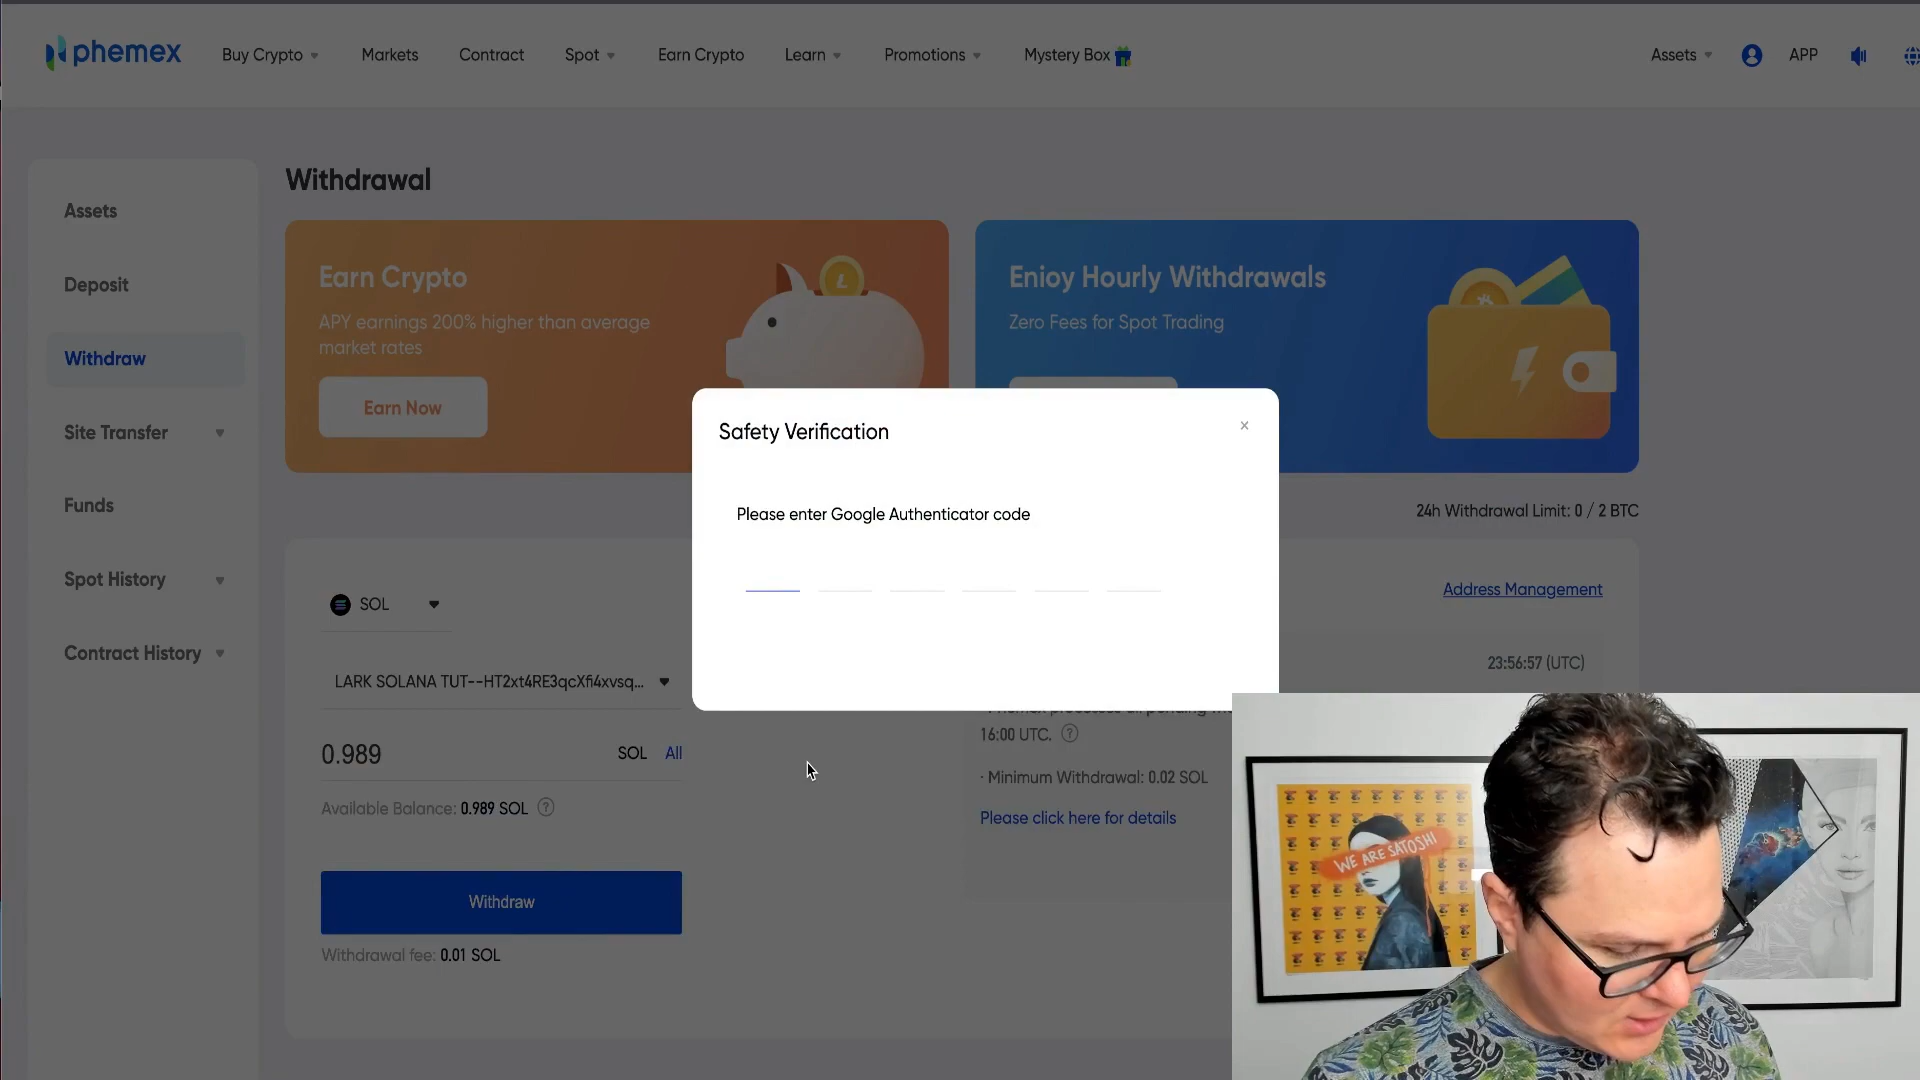 phemex
Buy Crypto
Markets
Contract
Spot
Earn Crypto
Learn
Promotions
Mystery Box
Assets
APP
Assets
Deposit
Withdraw
Site Transfer
Funds
Spot History
Contract History
Withdrawal
Earn Crypto
APY earnings 200% higher than average
market rates
Earn Now
Enjoy Hourly Withdrawals
Zero Fees for Spot Trading
24h Withdrawal Limit: 0 / 2 BTC
Safety Verification
×
Please enter Google Authenticator code
SOL
LARK SOLANA TUT--HT2xt4RE3qcXfi4xvsq...
0.989
SOL All
Available Balance: 0.989 SOL ?
Withdraw
Withdrawal fee: 0.01 SOL
Address Management
23:56:57 (UTC)
16:00 UTC. ?
· Minimum Withdrawal: 0.02 SOL
Please click here for details
WE ARE SATOSHI